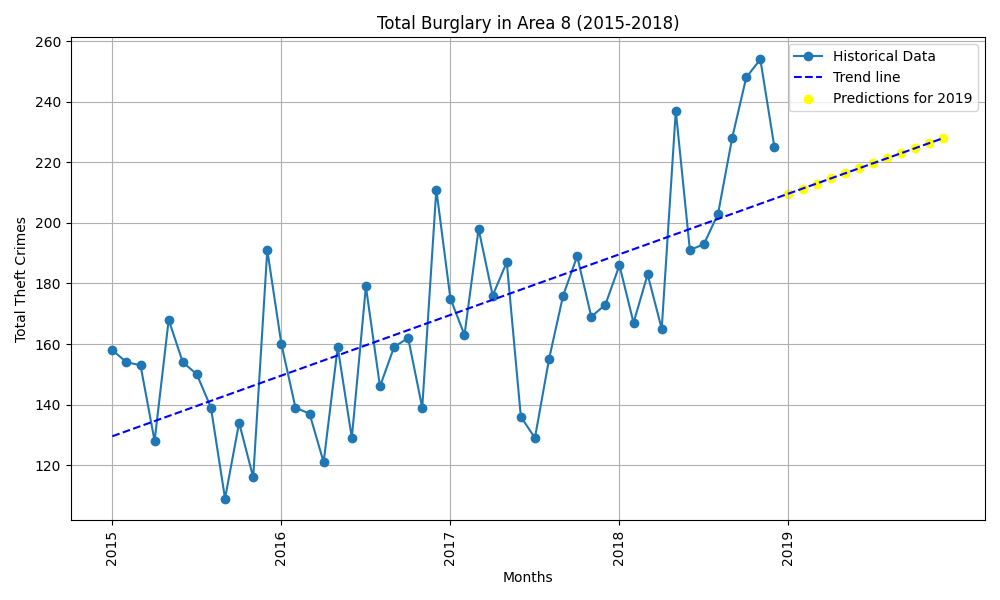 Total Burglary in Area 8 (2015-2018)
260
240
220
200
180
160
140
120
Total Theft Crimes
Historical Data
Trend line
Predictions for 2019
2015
2016
2017
2018
2019
Months